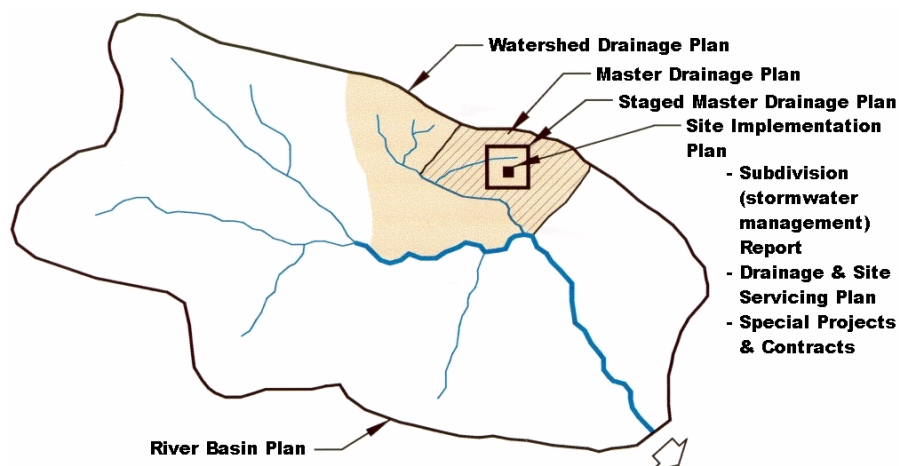 Watershed Drainage Plan
Master Drainage Plan
Staged Master Drainage Plan
Site Implementation
Plan
- Subdivision
(stormwater
management)
Report
- Drainage & Site
Servicing Plan
- Special Projects
& Contracts
River Basin Plan